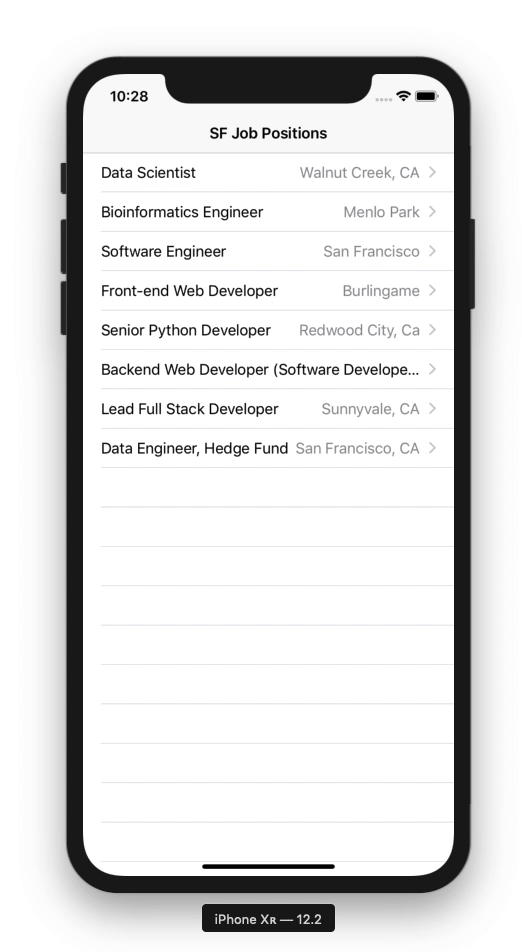 10:28
SF Job Positions
Data Scientist Walnut Creek, CA
Bioinformatics Engineer Menlo Park
Software Engineer San Francisco
Front-end Web Developer Burlingame
Senior Python Developer Redwood City, Ca
Backend Web Developer (Software Develope...
Lead Full Stack Developer Sunnyvale, CA
Data Engineer, Hedge Fund San Francisco, CA
iPhone Xʀ — 12.2